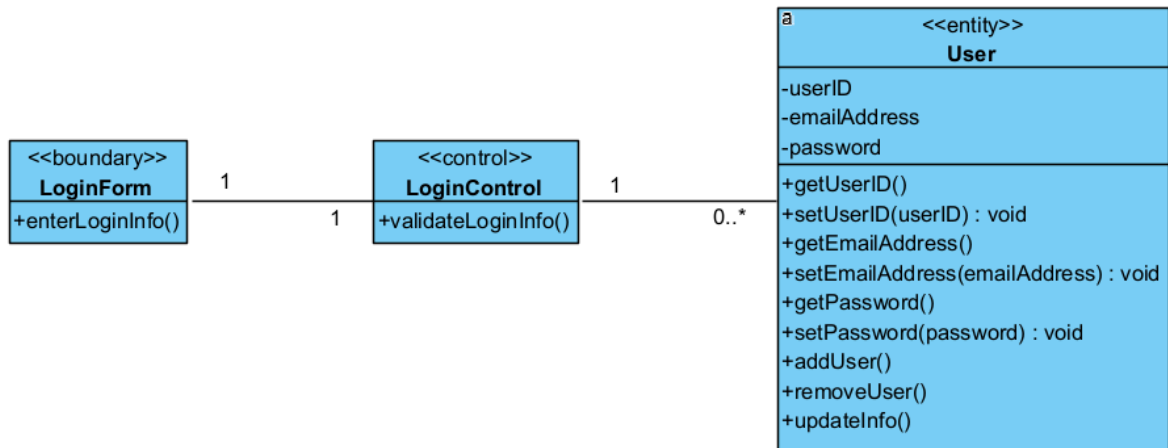 <<boundary>>
LoginForm
+enterLoginInfo()
1
1
<<control>>
LoginControl
+validateLoginInfo()
1
0..*
a
<<entity>>
User
-userID
-emailAddress
-password
+getUserID()
+setUserID(userID) : void
+getEmailAddress()
+setEmailAddress(emailAddress) : void
+getPassword()
+setPassword(password) : void
+addUser()
+removeUser()
+updateInfo()